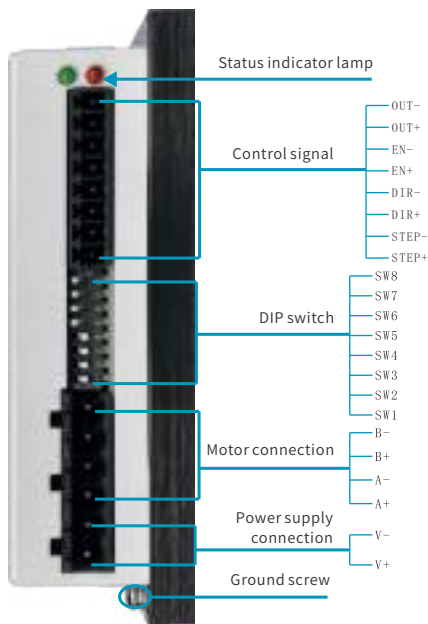 Status indicator lamp
OUT-
OUT+
Control signal
EN-
EN+
DIR-
DIR+
STEP-
STEP+
SW8
SW7
SW6
DIP switch
SW5
SW4
SW3
SW2
SW1
B-
Motor connection
B+
A-
A+
Power supply
connection
V-
V+
Ground screw